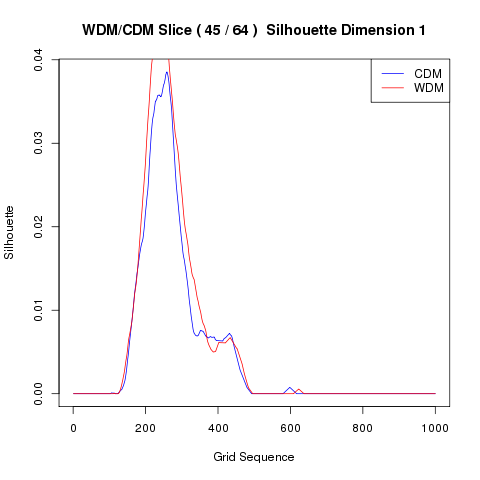 WDM/CDM Slice ( 45 / 64 )  Silhouette Dimension 1
CDM
WDM
Silhouette
0.04
0.03
0.02
0.01
0.00
0
200
400
600
800
1000
Grid Sequence